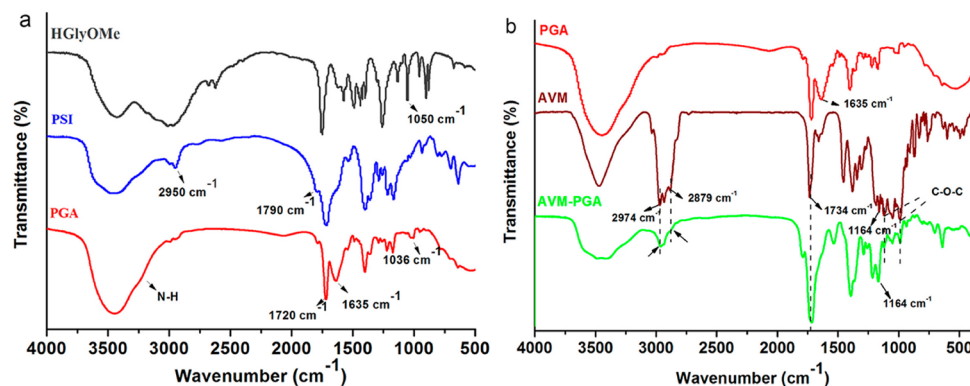 a
HGlyOMe
1050 cm⁻¹
PSI
2950 cm⁻¹
1790 cm⁻¹
PGA
1036 cm⁻¹
N-H
1635 cm⁻¹
1720 cm⁻¹
Transmittance (%)
4000 3500 3000 2500 2000 1500 1000 500
Wavenumber (cm⁻¹)
b
PGA
1635 cm⁻¹
AVM
2879 cm⁻¹
2974 cm⁻¹
1734 cm⁻¹
C-O-C
1164 cm⁻¹
AVM-PGA
1164 cm⁻¹
Transmittance (%)
4000 3500 3000 2500 2000 1500 1000 500
Wavenumber (cm⁻¹)